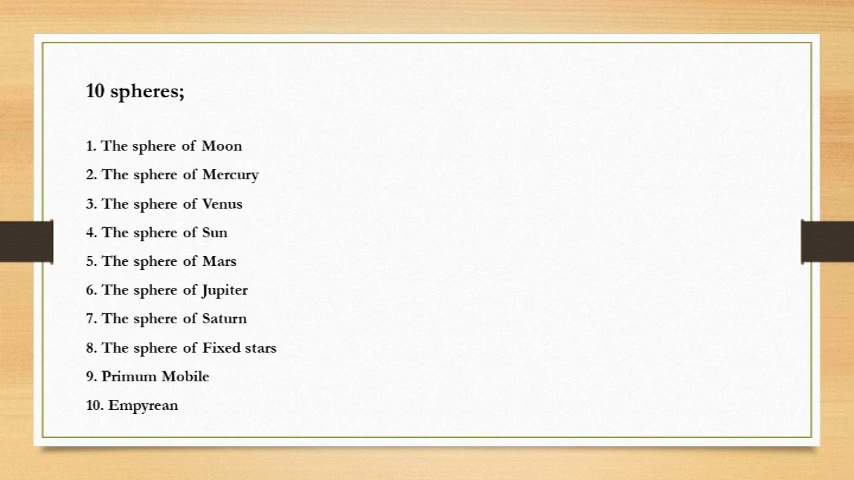 10 spheres;
1. The sphere of Moon
2. The sphere of Mercury
3. The sphere of Venus
4. The sphere of Sun
5. The sphere of Mars
6. The sphere of Jupiter
7. The sphere of Saturn
8. The sphere of Fixed stars
9. Primum Mobile
10. Empyrean